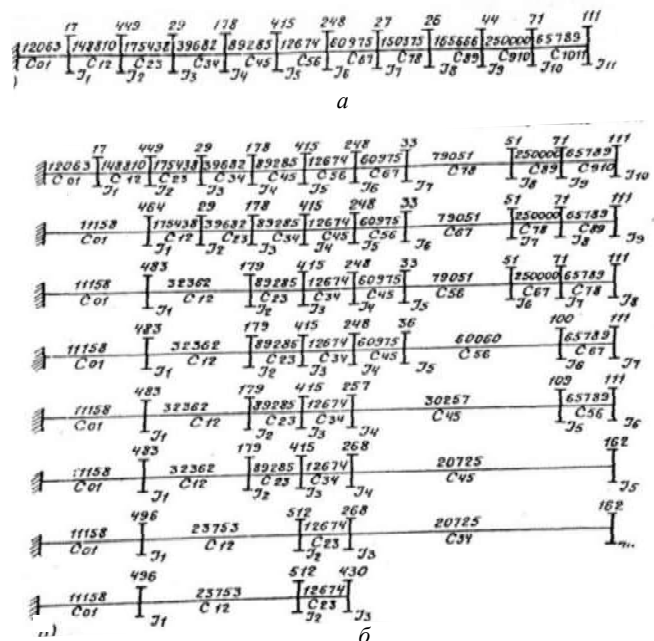 17 449 29 178 415 248 27 26 44 71 111
12063 148810 175438 39682 89285 12674 60975 150375 165666 250000 65789
C01 J1 C12 J2 C23 J3 C34 J4 C45 J5 C56 J6 C67 J7 C78 J8 C89 J9 C910 J10 C1011 J11
)
а
17 449 29 178 415 248 33 51 71 111
12063 148810 175438 39682 89285 12674 60975 79051 250000 65789
C01 J1 C12 J2 C23 J3 C34 J4 C45 J5 C56 J6 C67 J7 C78 J8 C89 J9 C910 J10
464 29 178 415 248 33 51 71 111
11158 175438 39682 89285 12674 60975 79051 250000 65789
C01 J1 C12 J2 C23 J3 C34 J4 C45 J5 C56 J6 C67 J7 C78 J8 C89 J9
483 179 415 248 33 51 71 111
11158 32362 89285 12674 60975 79051 250000 65789
C01 J1 C12 J2 C23 J3 C34 J4 C45 J5 C56 J6 C67 J7 C78 J8
483 179 415 248 36 100 111
11158 32362 89285 12674 60975 60060 65789
C01 J1 C12 J2 C23 J3 C34 J4 C45 J5 C56 J6 C67 J7
483 179 415 257 109 111
11158 32362 89285 12674 30257 65789
C01 J1 C12 J2 C23 J3 C34 J4 C45 J5 C56 J6
483 179 415 268 162
11158 32362 89285 12674 20725
C01 J1 C12 J2 C23 J3 C34 J4 C45 J5
496 512 268 162
11158 23753 12674 20725
C01 J1 C12 J2 C23 J3 C34
496 512 430
11158 23753 12674
C01 J1 C12 J2 C23 J3
б